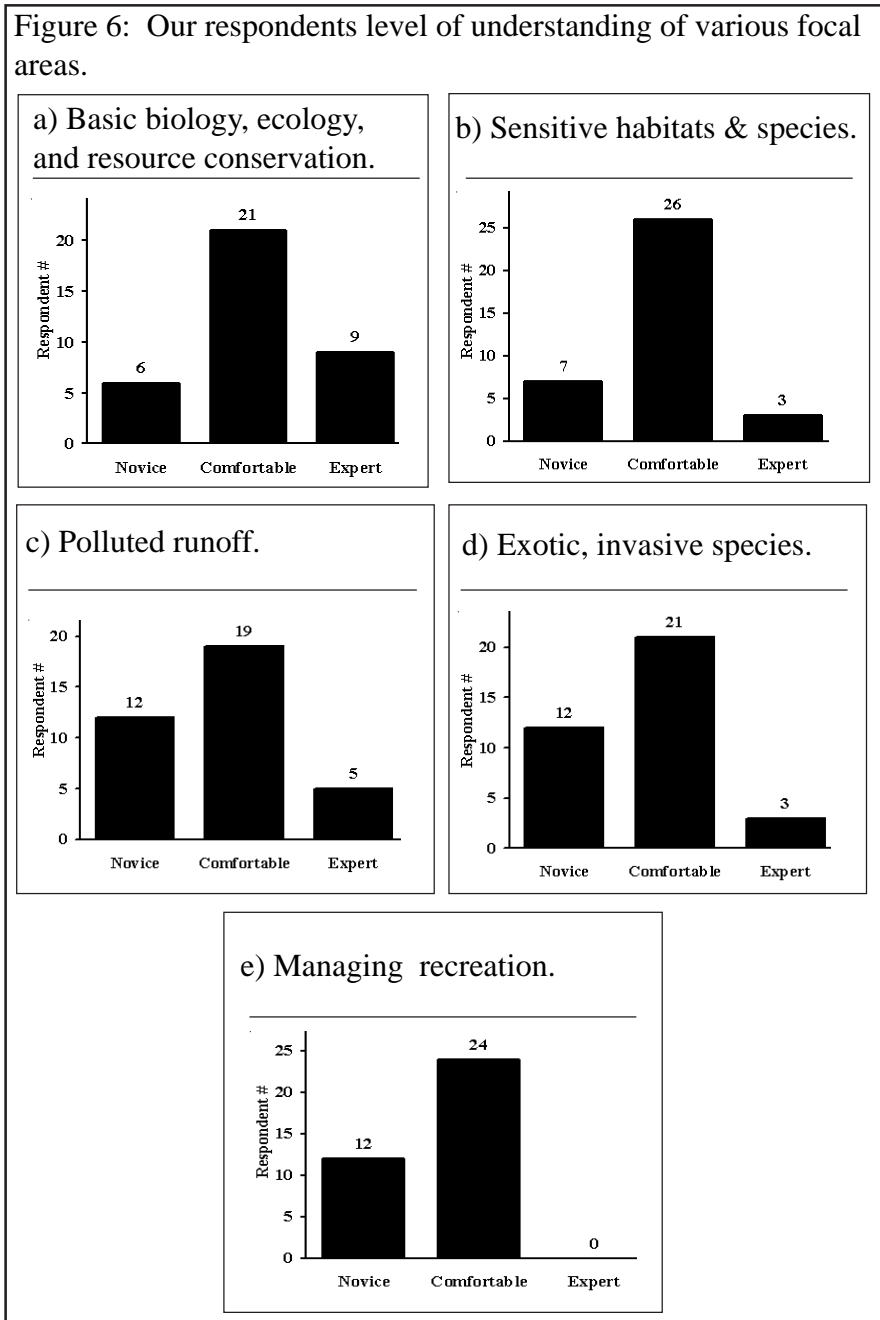 Figure 6:  Our respondents level of understanding of various focal
areas.
a) Basic biology, ecology,
and resource conservation.
Respondent #
20
15
10
5
0
6
21
9
Novice Comfortable Expert
b) Sensitive habitats & species.
Respondent #
25
20
15
10
5
0
7
26
3
Novice Comfortable Expert
c) Polluted runoff.
Respondent #
20
15
10
5
0
12
19
5
Novice Comfortable Expert
d) Exotic, invasive species.
Respondent #
20
15
10
5
0
12
21
3
Novice Comfortable Expert
e) Managing  recreation.
Respondent #
25
20
15
10
5
0
12
24
0
Novice Comfortable Expert